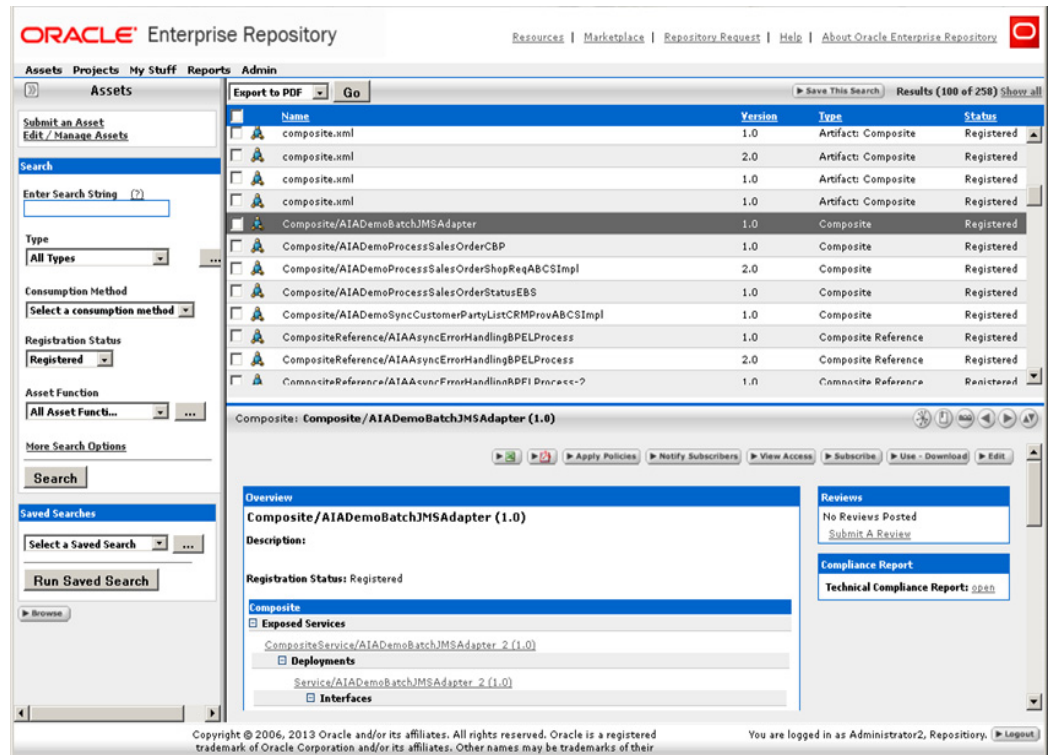 ORACLE Enterprise Repository
Resources | Marketplace | Repository Request | Help | About Oracle Enterprise Repository
Assets Projects My Stuff Reports Admin
Assets
Submit an Asset
Edit / Manage Assets
Search
Enter Search String (?)
Type
All Types
...
Consumption Method
Select a consumption method
Registration Status
Registered
Asset Function
All Asset Functi...
...
More Search Options
Search
Saved Searches
Select a Saved Search
...
Run Saved Search
Browse
Export to PDF Go Save This Search Results (100 of 258) Show all
Name Version Type Status
composite.xml 1.0 Artifact: Composite Registered
composite.xml 2.0 Artifact: Composite Registered
composite.xml 1.0 Artifact: Composite Registered
composite.xml 1.0 Artifact: Composite Registered
Composite/AIADemoBatchJMSAdapter 1.0 Composite Registered
Composite/AIADemoProcessSalesOrderCBP 1.0 Composite Registered
Composite/AIADemoProcessSalesOrderShopReqABCSImpl 2.0 Composite Registered
Composite/AIADemoProcessSalesOrderStatusEBS 1.0 Composite Registered
Composite/AIADemoSyncCustomerPartyListCRMProvABCSImpl 1.0 Composite Registered
CompositeReference/AIAAsyncErrorHandlingBPELProcess 1.0 Composite Reference Registered
CompositeReference/AIAAsyncErrorHandlingBPELProcess 2.0 Composite Reference Registered
CompositeReference/AIAAsyncErrorHandlingBPELProcess-2 1.0 Composite Reference Registered
Composite: Composite/AIADemoBatchJMSAdapter (1.0)
Apply Policies Notify Subscribers View Access Subscribe Use - Download Edit
Overview
Composite/AIADemoBatchJMSAdapter (1.0)
Description:
Registration Status: Registered
Composite
Exposed Services
CompositeService/AIADemoBatchJMSAdapter_2 (1.0)
Deployments
Service/AIADemoBatchJMSAdapter_2 (1.0)
Interfaces
Reviews
No Reviews Posted
Submit A Review
Compliance Report
Technical Compliance Report: open
Copyright © 2006, 2013 Oracle and/or its affiliates. All rights reserved. Oracle is a registered
trademark of Oracle Corporation and/or its affiliates. Other names may be trademarks of their
You are logged in as Administrator2, Repositiory. Logout